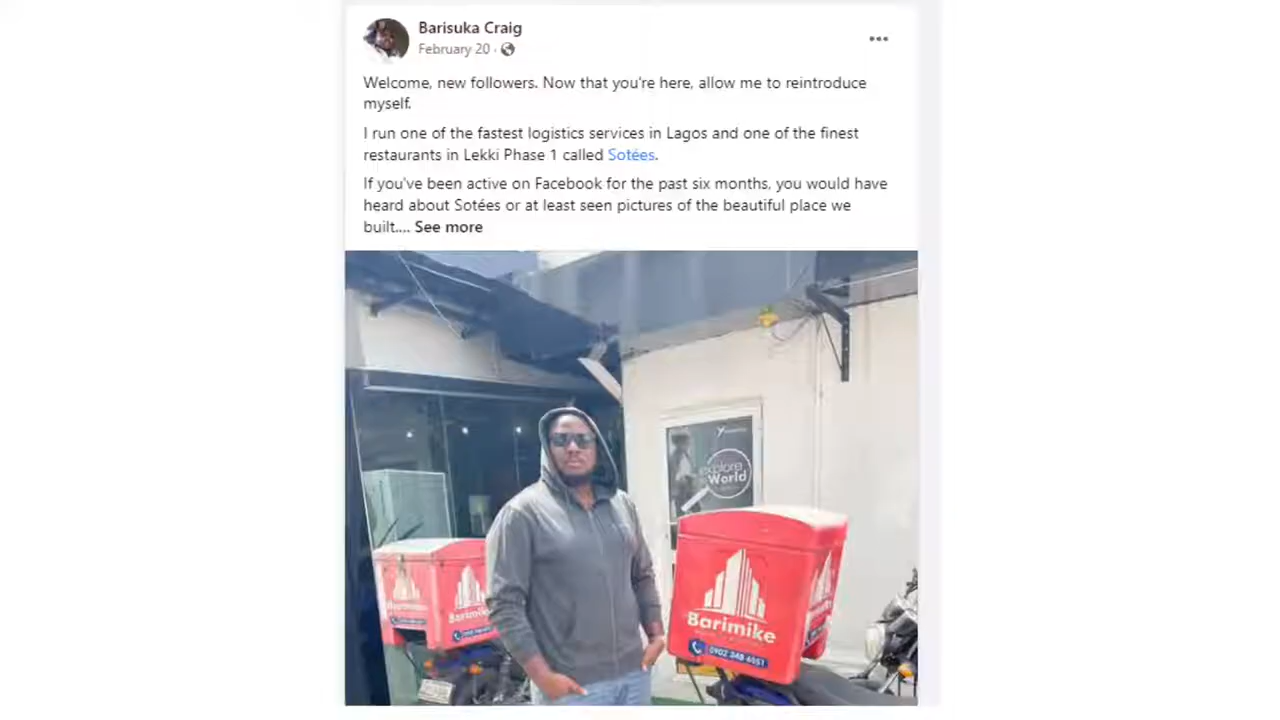 Barisuka Craig
February 20 ·
Welcome, new followers. Now that you're here, allow me to reintroduce
myself.
I run one of the fastest logistics services in Lagos and one of the finest
restaurants in Lekki Phase 1 called Sotées.
If you've been active on Facebook for the past six months, you would have
heard about Sotées or at least seen pictures of the beautiful place we
built.... See more
explore
World
Barimike
0902 348 4651